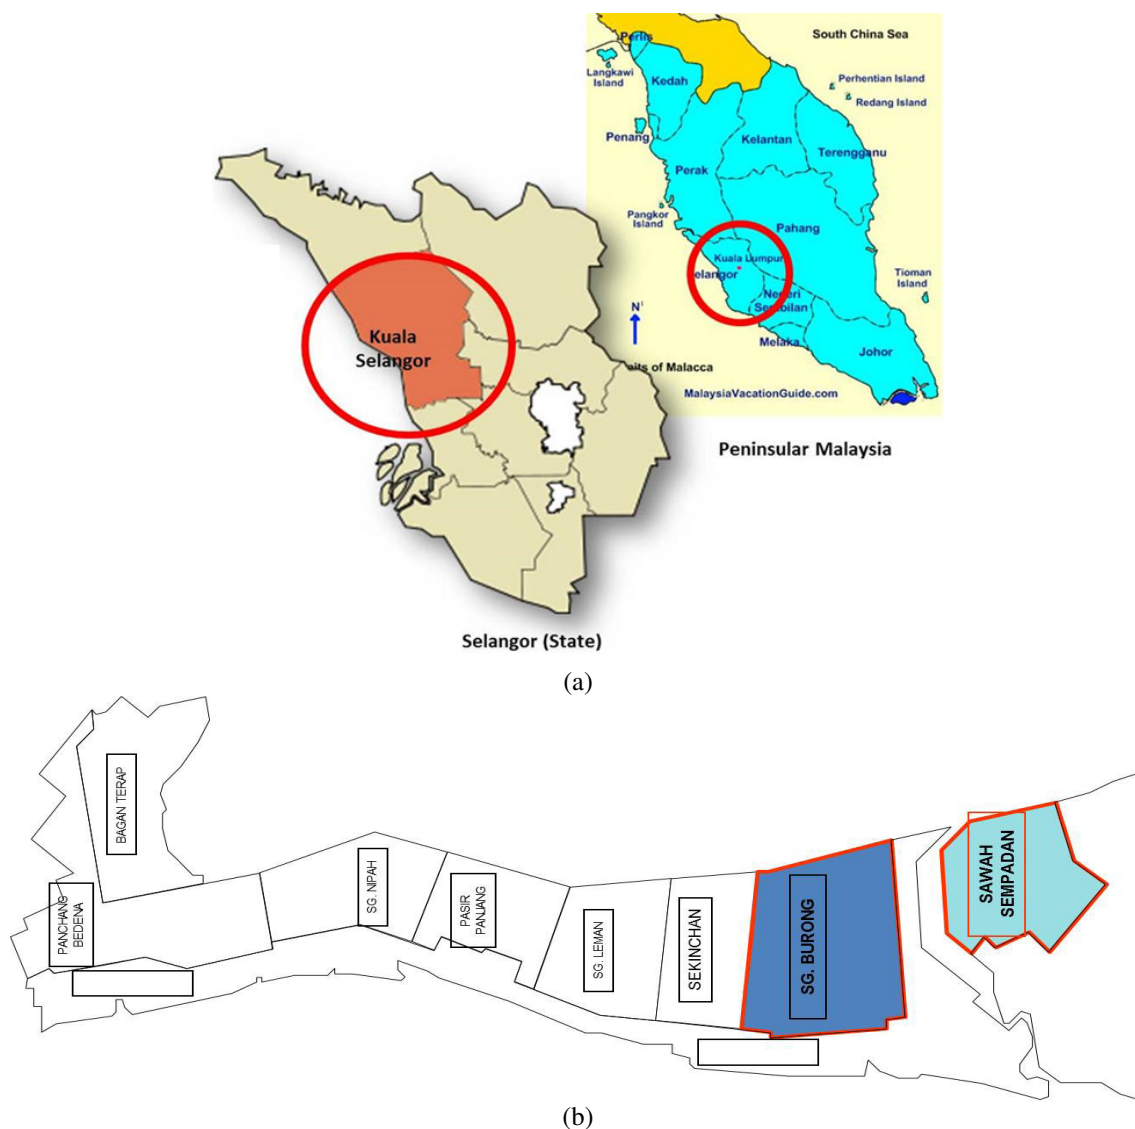 South China Sea
Perlis
Langkawi
Island
Kedah
Perhentian Island
Redang Island
Penang
Kelantan
Terengganu
Perak
Pangkor
Island
Pahang
Kuala Lumpur
elangor
Tioman
Island
N
Negeri
Sembilan
Melaka
Johor
aits of Malacca
MalaysiaVacationGuide.com
Peninsular Malaysia
Kuala
Selangor
Selangor (State)
(a)
BAGAN TERAP
PANCHANG
BEDENA
SG. NIPAH
PASIR
PANJANG
SG. LEMAN
SEKINCHAN
SG. BURONG
SAWAH
SEMPADAN
(b)